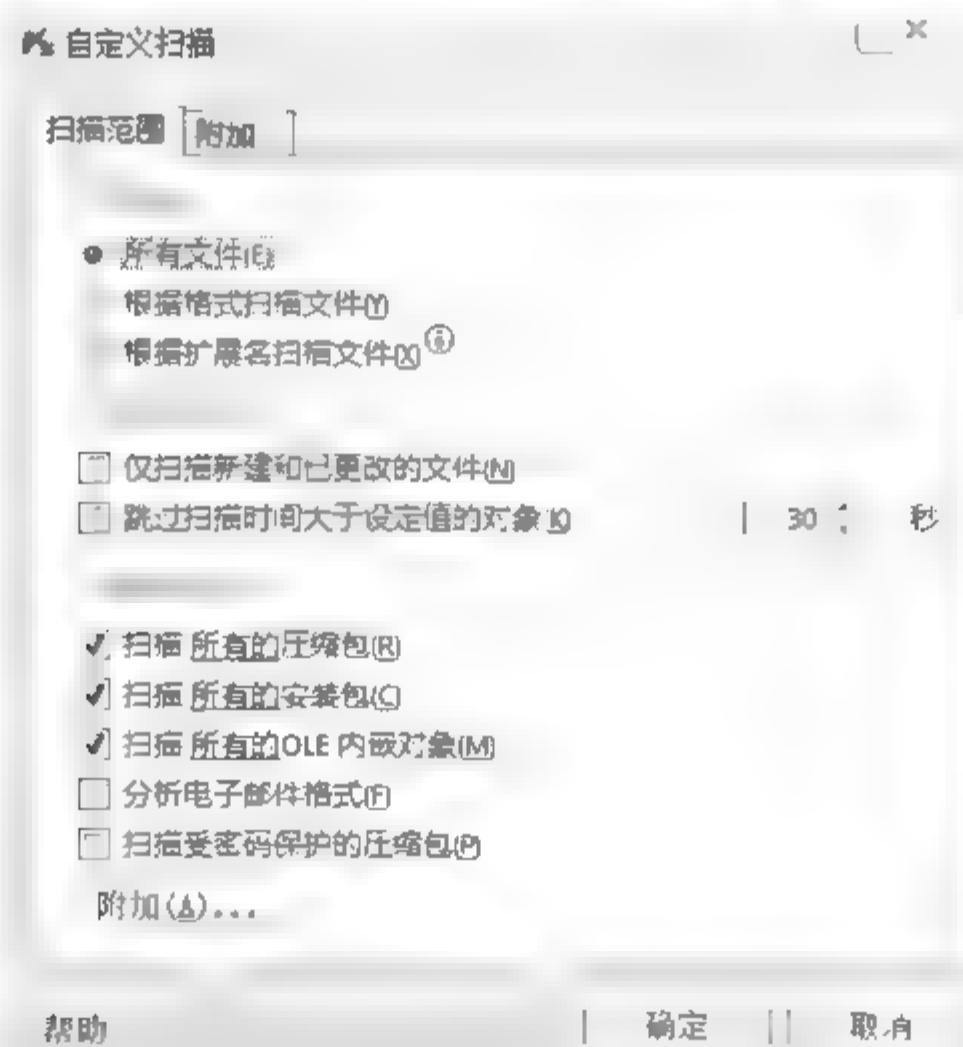 自定义扫描
扫描范围 附加
所有文件(E)
根据格式扫描文件(Y)
根据扩展名扫描文件(X)
仅扫描新建和已更改的文件(N)
跳过扫描时间大于设定值的对象(K) 30 秒
扫描 所有的压缩包(R)
扫描 所有的安装包(C)
扫描 所有的OLE 内嵌对象(M)
分析电子邮件格式(F)
扫描受密码保护的压缩包(P)
附加(A)...
帮助 确定 取消